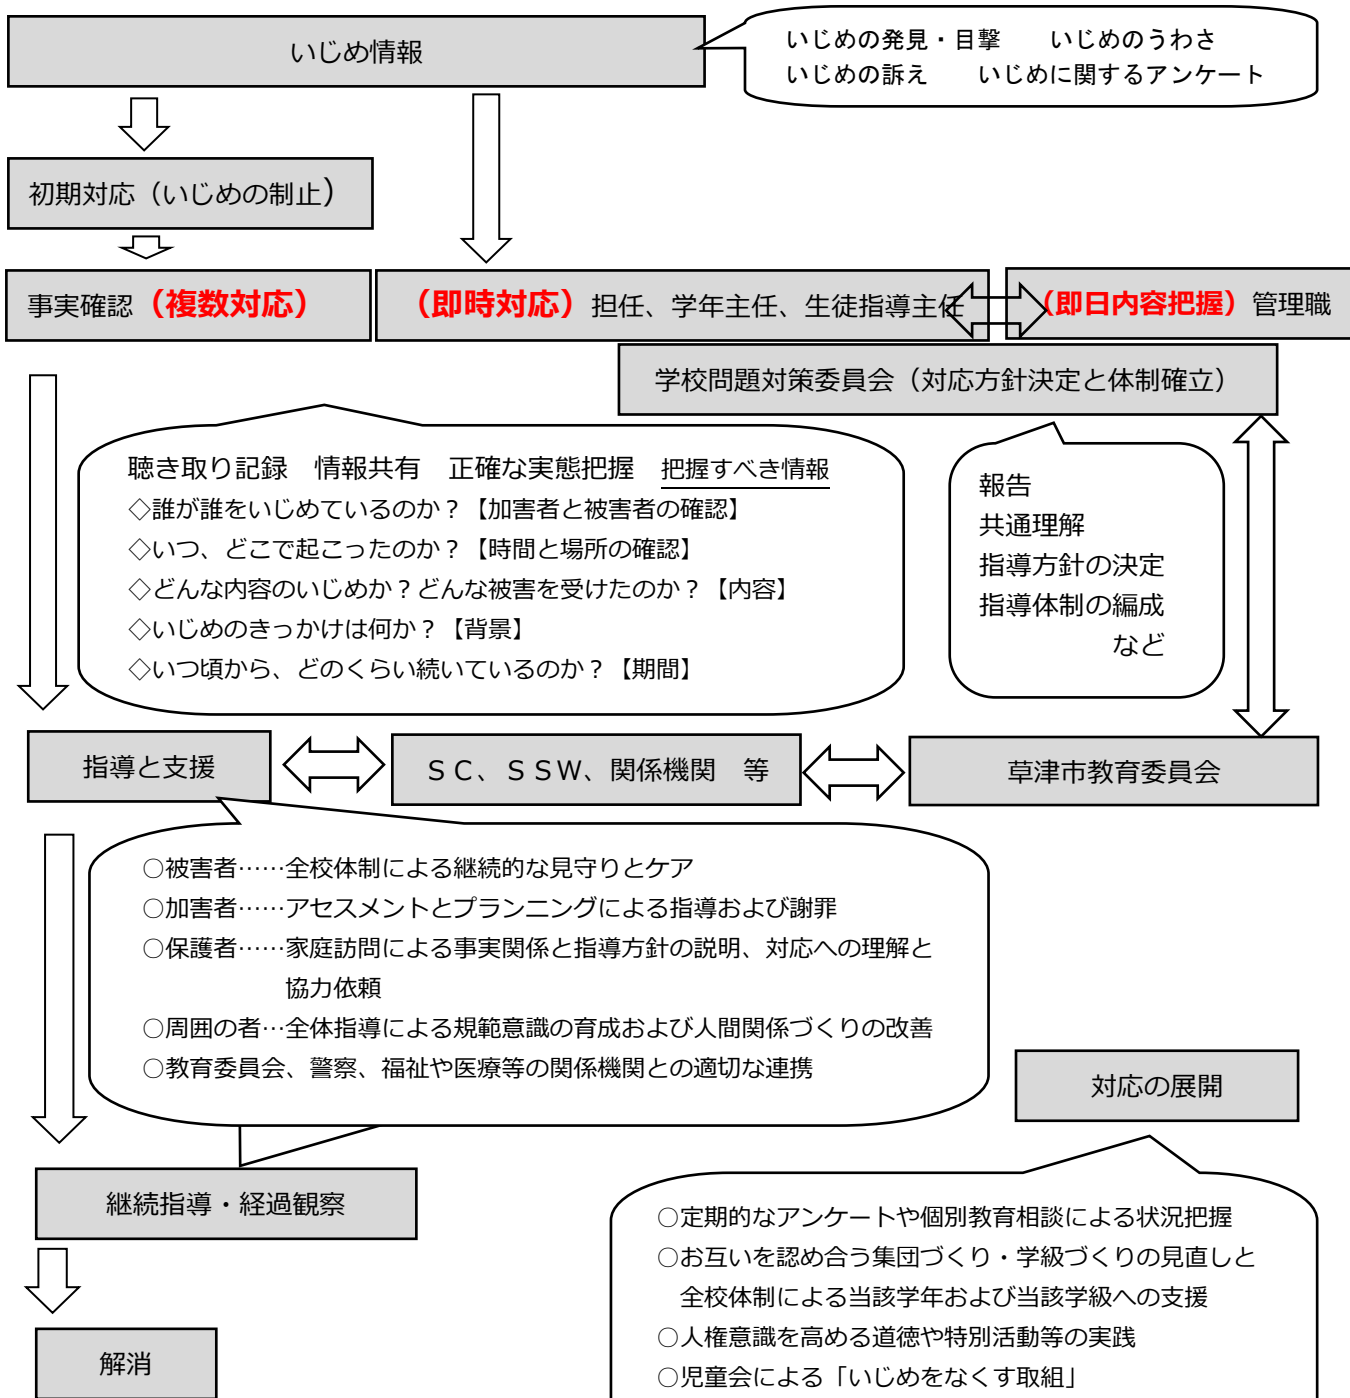 いじめ情報
いじめの発見・目撃　　いじめのうわさ
いじめの訴え　　いじめに関するアンケート
初期対応（いじめの制止）
事実確認（複数対応）
（即時対応）担任、学年主任、生徒指導主任
（即日内容把握）管理職
学校問題対策委員会（対応方針決定と体制確立）
聴き取り記録　情報共有　正確な実態把握　把握すべき情報
◇誰が誰をいじめているのか？【加害者と被害者の確認】
◇いつ、どこで起こったのか？【時間と場所の確認】
◇どんな内容のいじめか？どんな被害を受けたのか？【内容】
◇いじめのきっかけは何か？【背景】
◇いつ頃から、どのくらい続いているのか？【期間】
報告
共通理解
指導方針の決定
指導体制の編成
など
指導と支援
ＳＣ、ＳＳＷ、関係機関　等
草津市教育委員会
○被害者……全校体制による継続的な見守りとケア
○加害者……アセスメントとプランニングによる指導および謝罪
○保護者……家庭訪問による事実関係と指導方針の説明、対応への理解と
協力依頼
○周囲の者…全体指導による規範意識の育成および人間関係づくりの改善
○教育委員会、警察、福祉や医療等の関係機関との適切な連携
対応の展開
継続指導・経過観察
○定期的なアンケートや個別教育相談による状況把握
○お互いを認め合う集団づくり・学級づくりの見直しと
全校体制による当該学年および当該学級への支援
○人権意識を高める道徳や特別活動等の実践
○児童会による「いじめをなくす取組」
解消